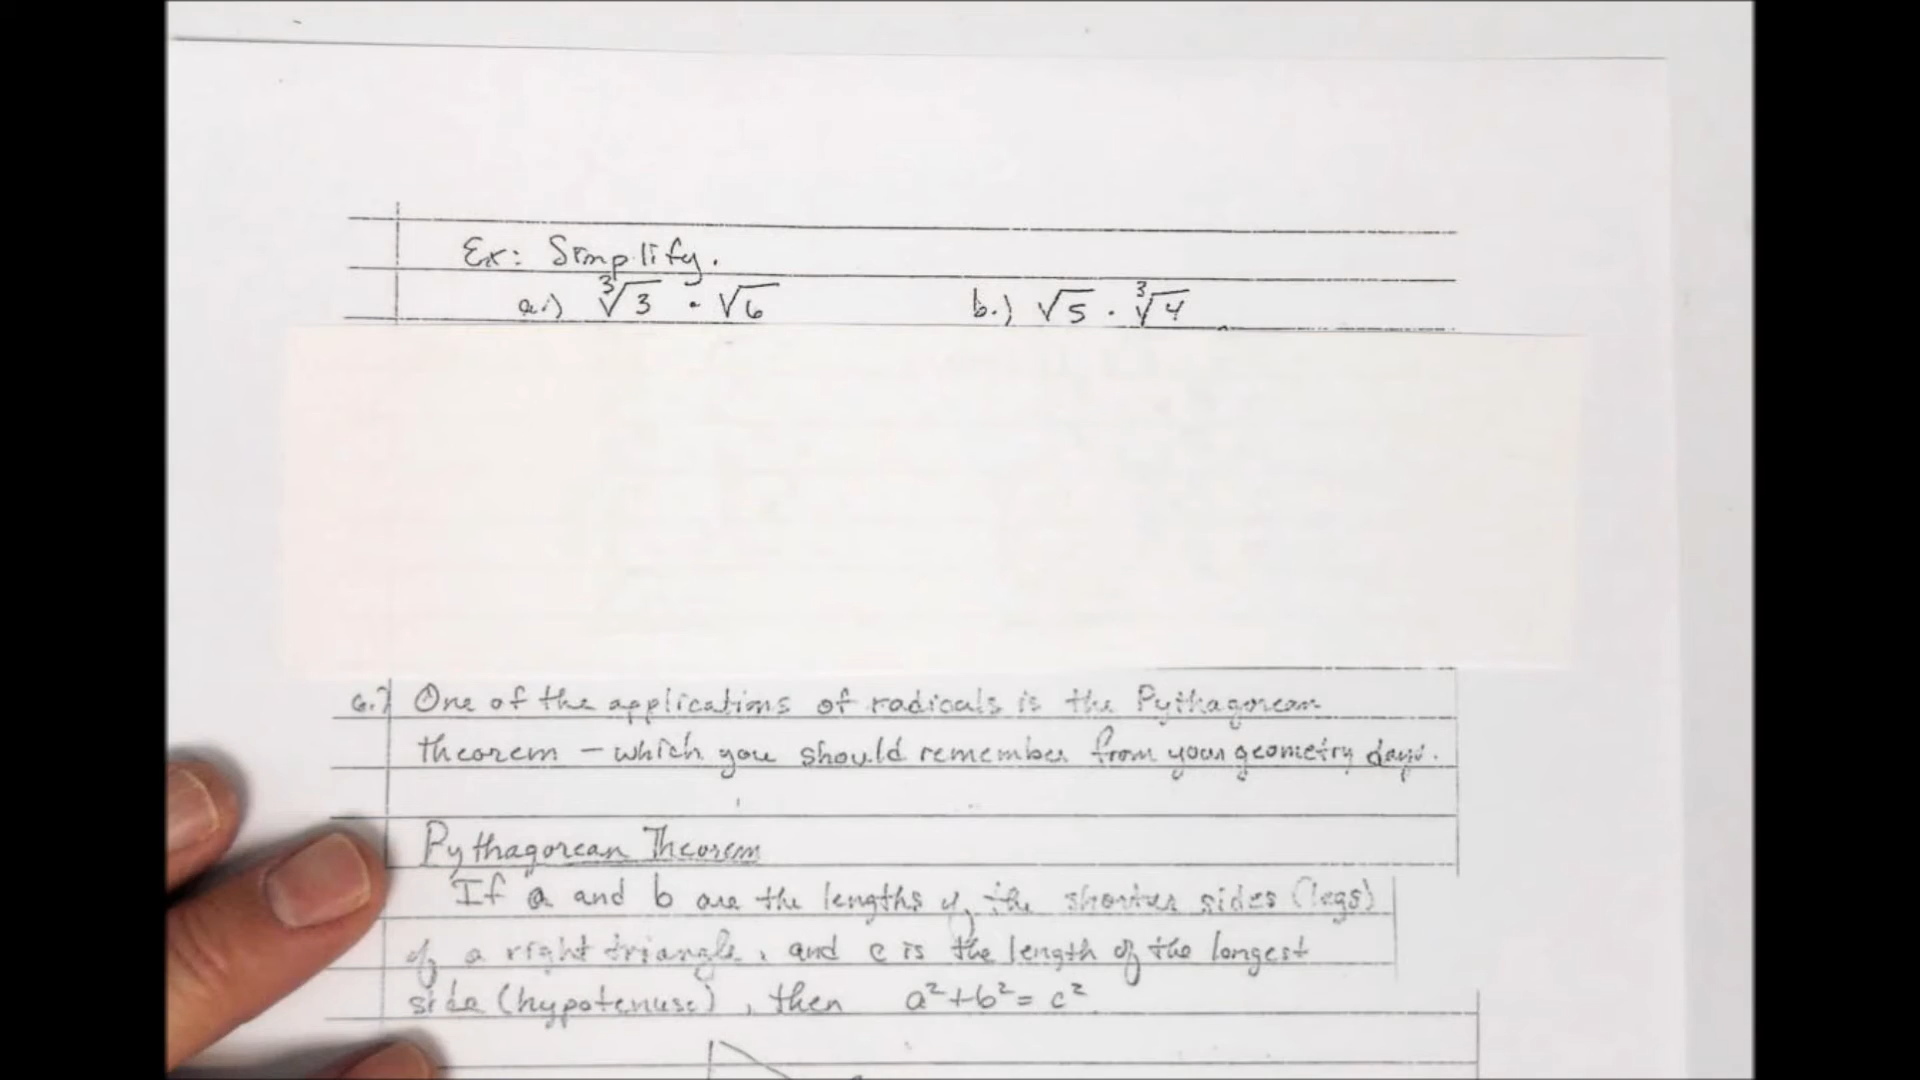 Ex: Simplify.
a.) ∛3 · √6 b.) √5 · ∛4
6.) One of the applications of radicals is the Pythagorean
theorem – which you should remember from your geometry days.
Pythagorean Theorem
If a and b are the lengths of the shorter sides (legs)
of a right triangle, and c is the length of the longest
side (hypotenuse), then a² + b² = c²